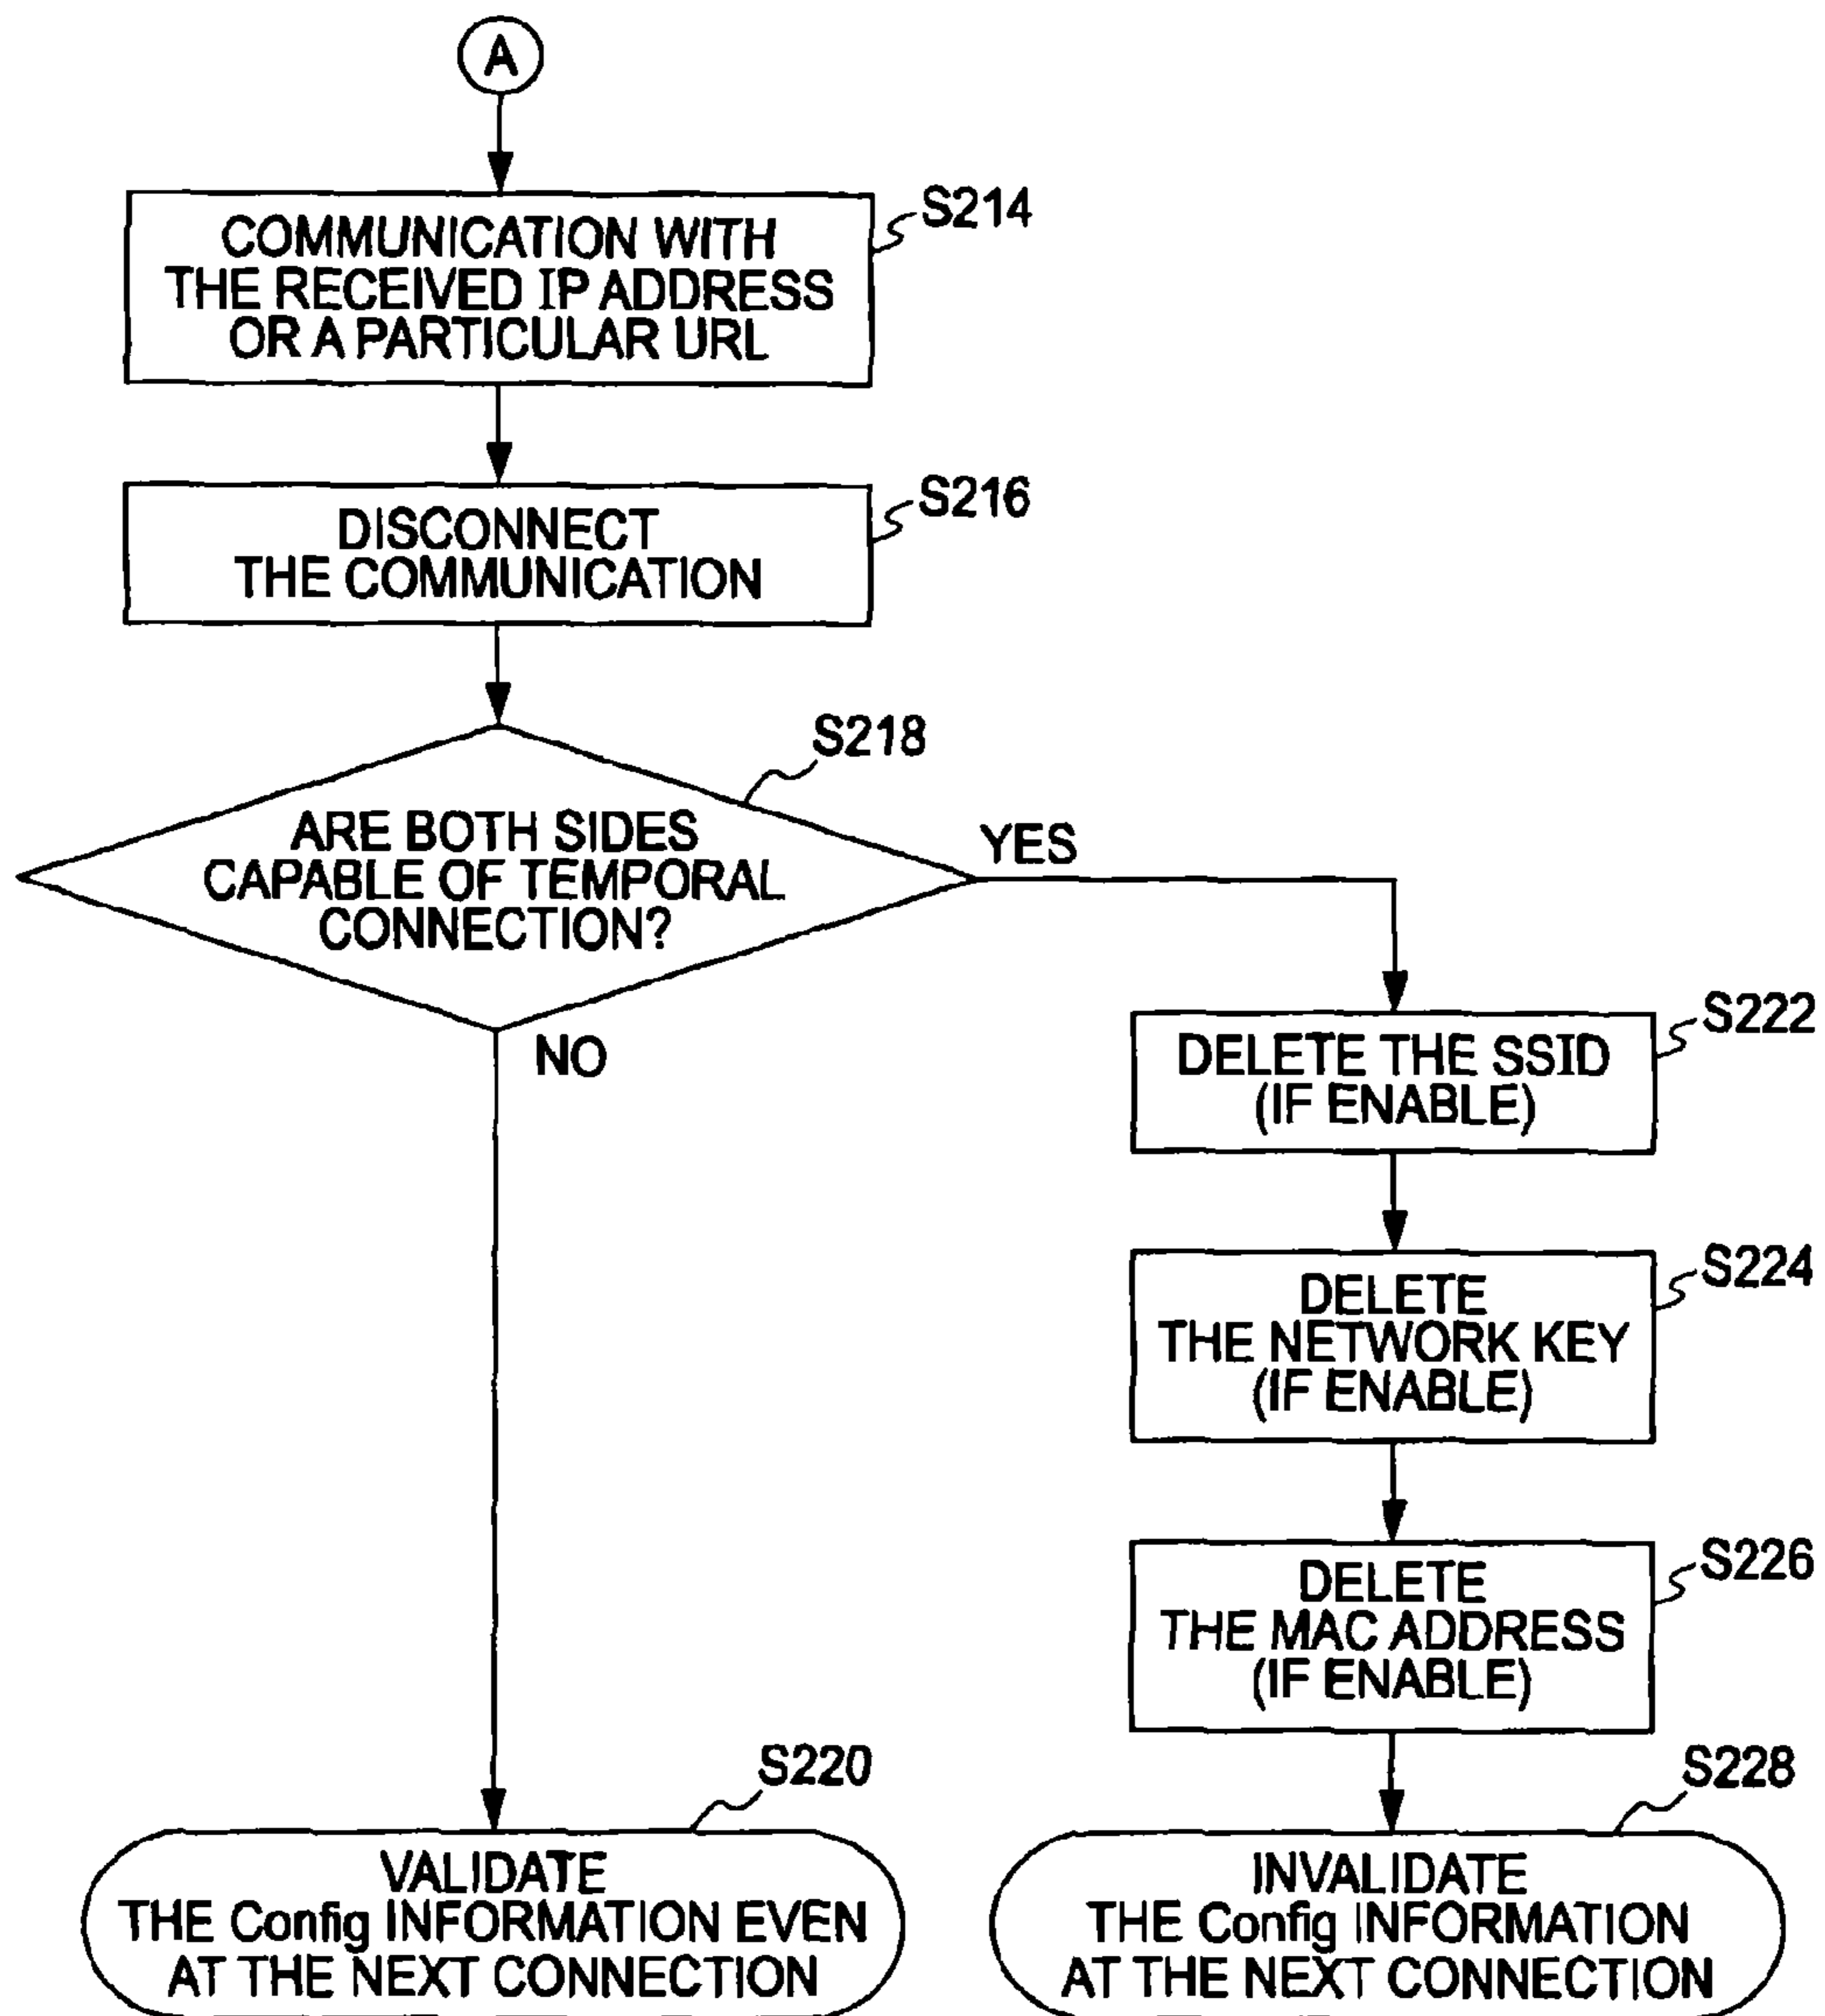 A
S214
COMMUNICATION WITH
THE RECEIVED IP ADDRESS
OR A PARTICULAR URL
S216
DISCONNECT
THE COMMUNICATION
S218
ARE BOTH SIDES
CAPABLE OF TEMPORAL
CONNECTION?
YES
NO
S222
DELETE THE SSID
(IF ENABLE)
S224
DELETE
THE NETWORK KEY
(IF ENABLE)
S226
DELETE
THE MAC ADDRESS
(IF ENABLE)
S220
VALIDATE
THE Config INFORMATION EVEN
AT THE NEXT CONNECTION
S228
INVALIDATE
THE Config INFORMATION
AT THE NEXT CONNECTION